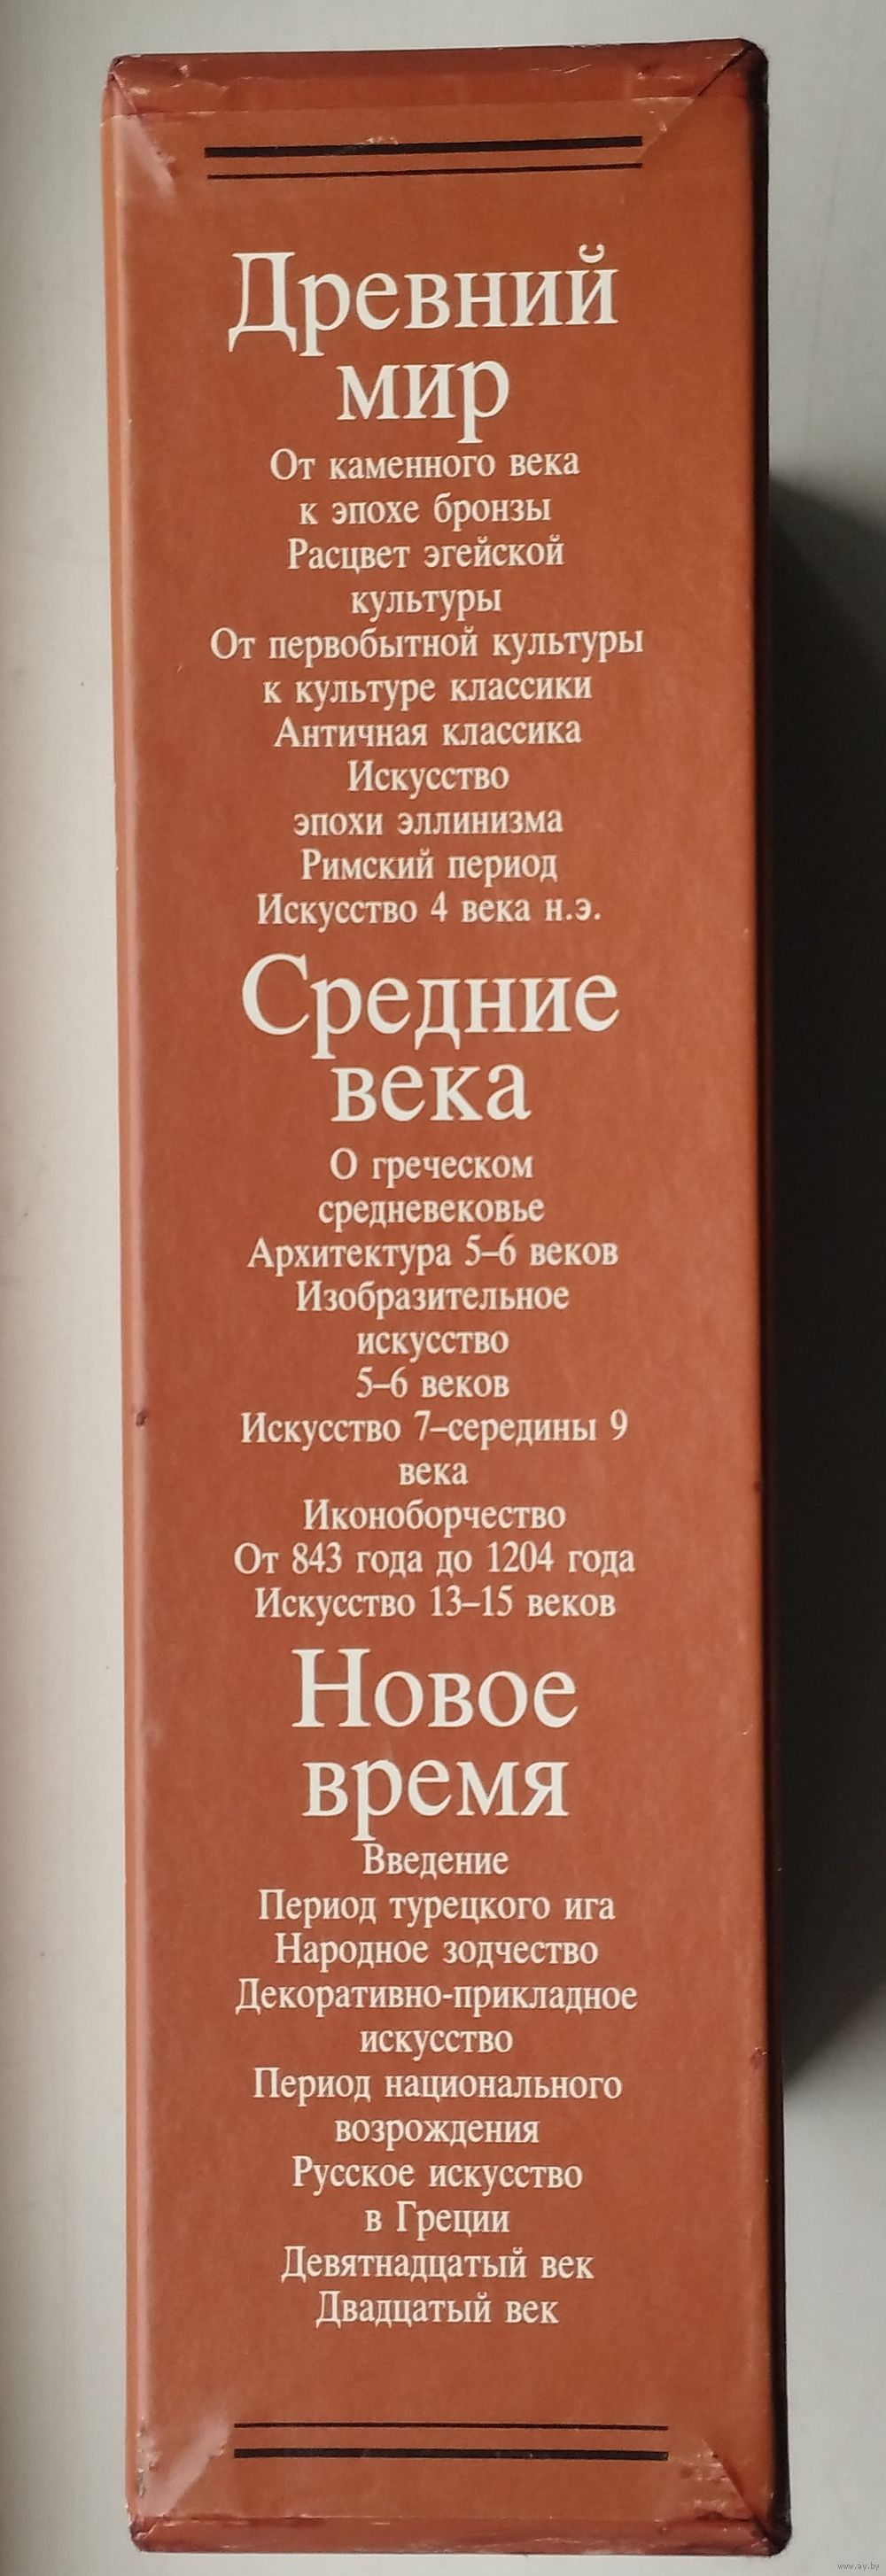 Древний
мир
От каменного века
к эпохе бронзы
Расцвет эгейской
культуры
От первобытной культуры
к культуре классики
Античная классика
Искусство
эпохи эллинизма
Римский период
Искусство 4 века н.э.
Средние
века
О греческом
средневековье
Архитектура 5–6 веков
Изобразительное
искусство
5–6 веков
Искусство 7–середины 9
века
Иконоборчество
От 843 года до 1204 года
Искусство 13–15 веков
Новое
время
Введение
Период турецкого ига
Народное зодчество
Декоративно-прикладное
искусство
Период национального
возрождения
Русское искусство
в Греции
Девятнадцатый век
Двадцатый век
www.ay.by